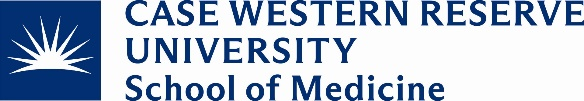 CASE WESTERN RESERVE
UNIVERSITY
School of Medicine